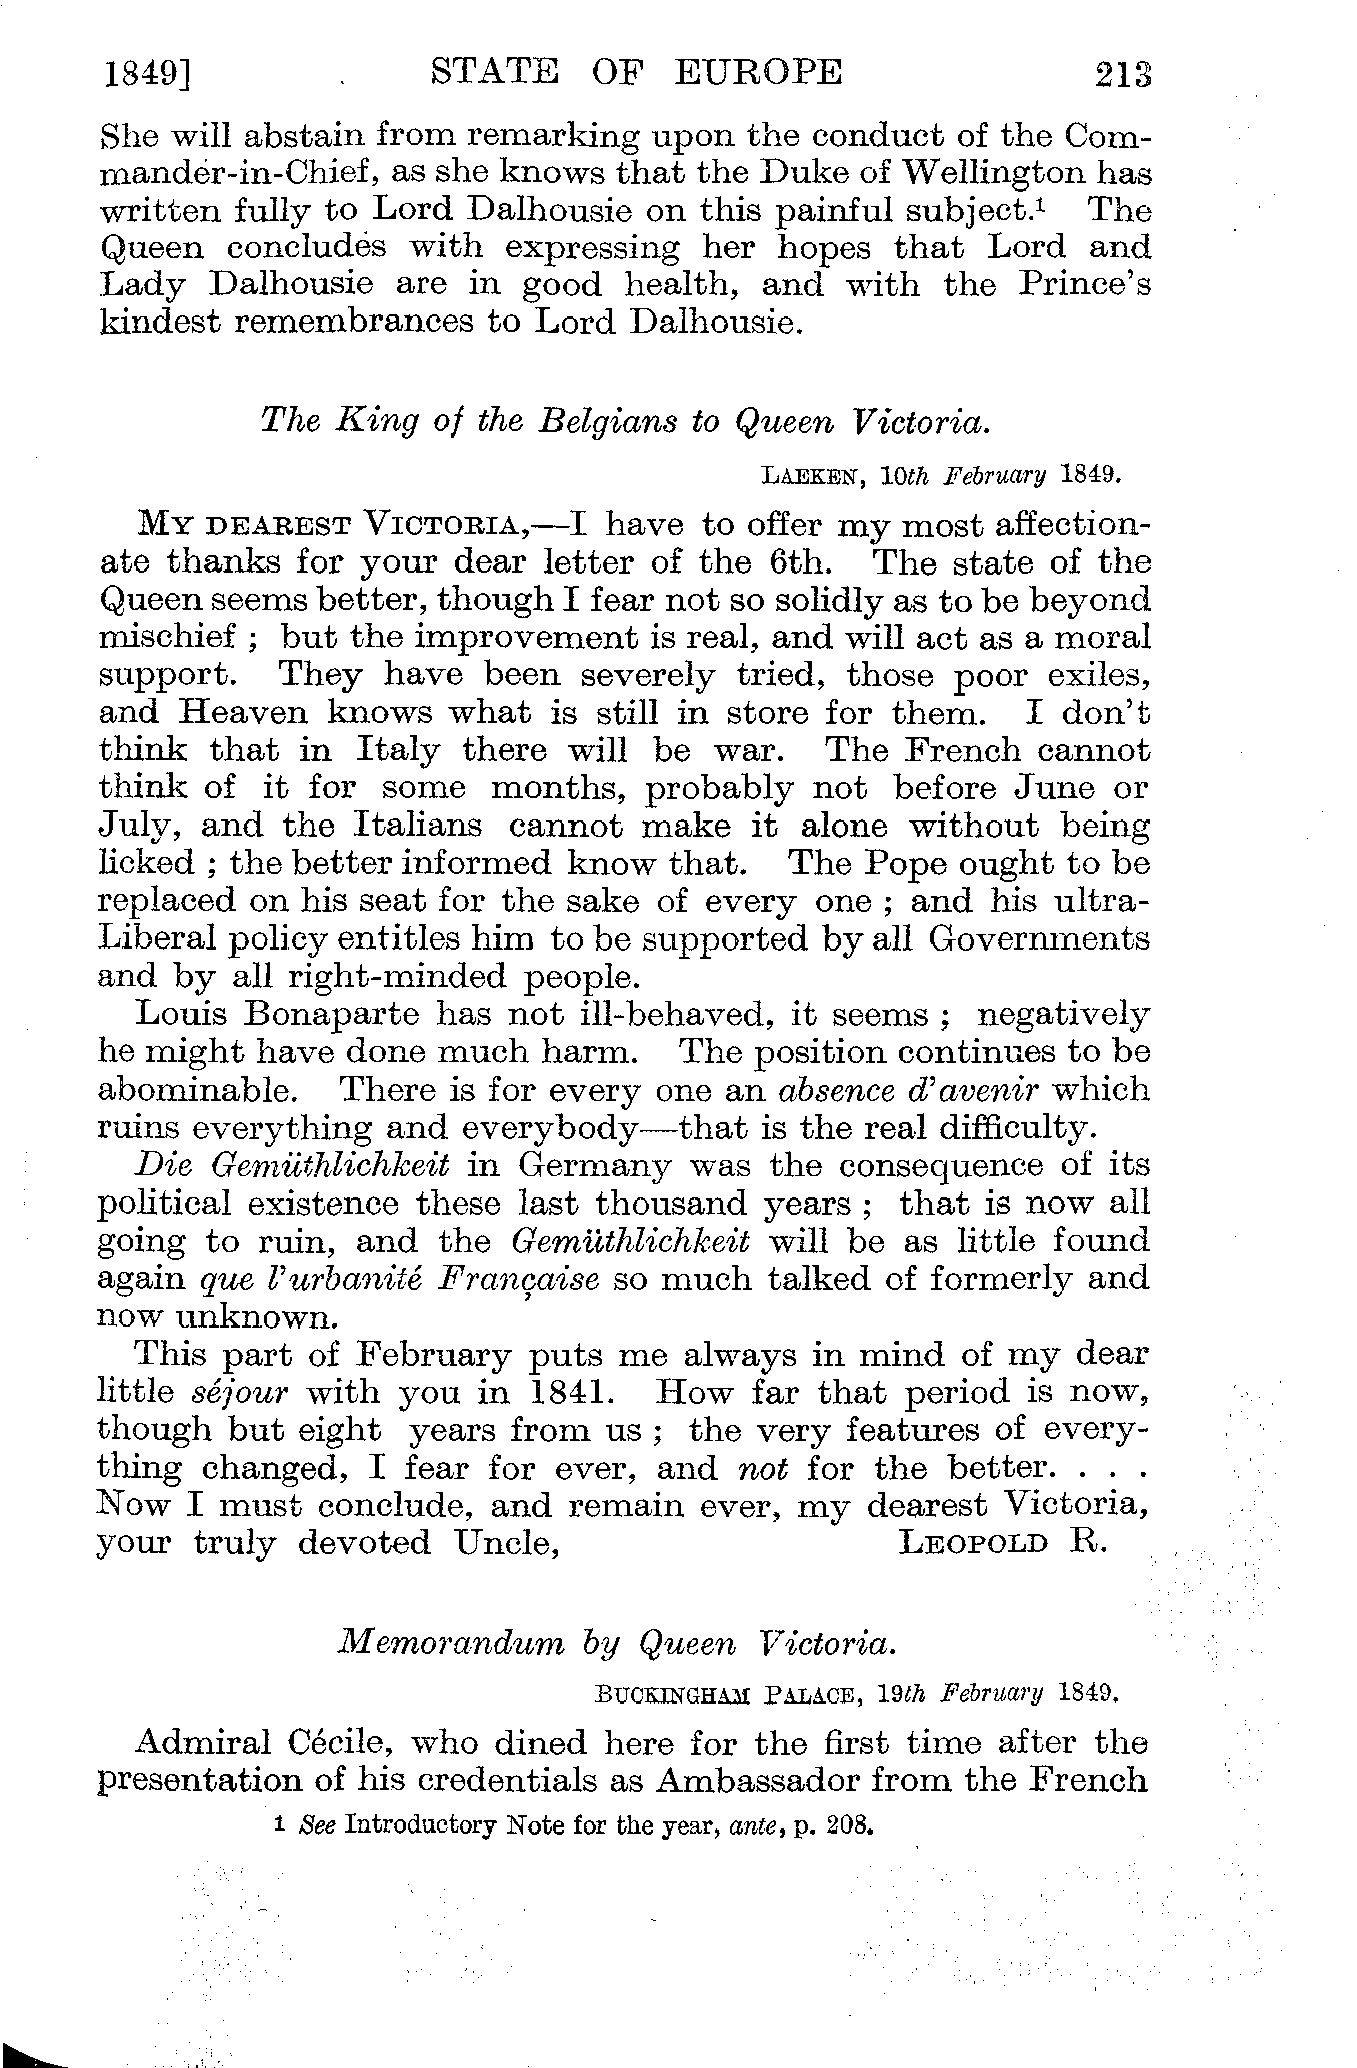 1849] STATE OF EUROPE 213
She will abstain from remarking upon the conduct of the Com-
mander-in-Chief, as she knows that the Duke of Wellington has
written fully to Lord Dalhousie on this painful subject.¹ The
Queen concludes with expressing her hopes that Lord and
Lady Dalhousie are in good health, and with the Prince's
kindest remembrances to Lord Dalhousie.
The King of the Belgians to Queen Victoria.
LAEKEN, 10th February 1849.
MY DEAREST VICTORIA,—I have to offer my most affection-
ate thanks for your dear letter of the 6th. The state of the
Queen seems better, though I fear not so solidly as to be beyond
mischief ; but the improvement is real, and will act as a moral
support. They have been severely tried, those poor exiles,
and Heaven knows what is still in store for them. I don't
think that in Italy there will be war. The French cannot
think of it for some months, probably not before June or
July, and the Italians cannot make it alone without being
licked ; the better informed know that. The Pope ought to be
replaced on his seat for the sake of every one ; and his ultra-
Liberal policy entitles him to be supported by all Governments
and by all right-minded people.
Louis Bonaparte has not ill-behaved, it seems ; negatively
he might have done much harm. The position continues to be
abominable. There is for every one an absence d'avenir which
ruins everything and everybody—that is the real difficulty.
Die Gemüthlichkeit in Germany was the consequence of its
political existence these last thousand years ; that is now all
going to ruin, and the Gemüthlichkeit will be as little found
again que l'urbanité Française so much talked of formerly and
now unknown.
This part of February puts me always in mind of my dear
little séjour with you in 1841. How far that period is now,
though but eight years from us ; the very features of every-
thing changed, I fear for ever, and not for the better. . . .
Now I must conclude, and remain ever, my dearest Victoria,
your truly devoted Uncle, LEOPOLD R.
Memorandum by Queen Victoria.
BUCKINGHAM PALACE, 19th February 1849.
Admiral Cécile, who dined here for the first time after the
presentation of his credentials as Ambassador from the French
1 See Introductory Note for the year, ante, p. 208.